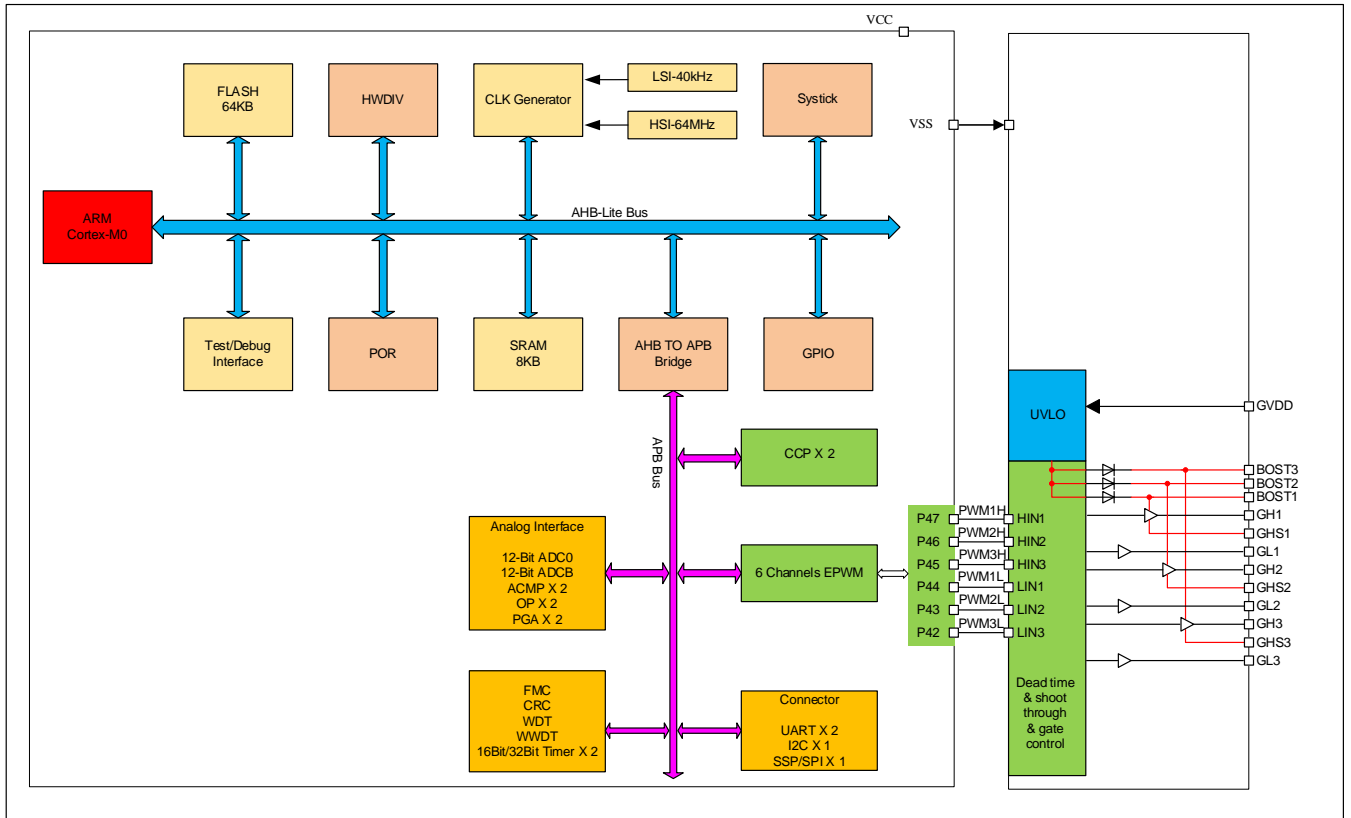 VCC
FLASH
64KB
HWDIV
CLK Generator
LSI-40kHz
HSI-64MHz
Systick
VSS
ARM
Cortex-M0
AHB-Lite Bus
Test/Debug
Interface
POR
SRAM
8KB
AHB TO APB
Bridge
GPIO
UVLO
GVDD
APB Bus
CCP X 2
BOST3
BOST2
BOST1
Analog Interface
12-Bit ADC0
12-Bit ADCB
ACMP X 2
OP X 2
PGA X 2
6 Channels EPWM
P47
PWM1H
HIN1
P46
PWM2H
HIN2
P45
PWM3H
HIN3
P44
PWM1L
LIN1
P43
PWM2L
LIN2
P42
PWM3L
LIN3
GH1
GHS1
GL1
GH2
GHS2
GL2
GH3
GHS3
GL3
FMC
CRC
WDT
WWDT
16Bit/32Bit Timer X 2
Connector
UART X 2
I2C X 1
SSP/SPI X 1
Dead time
& shoot
through
& gate
control